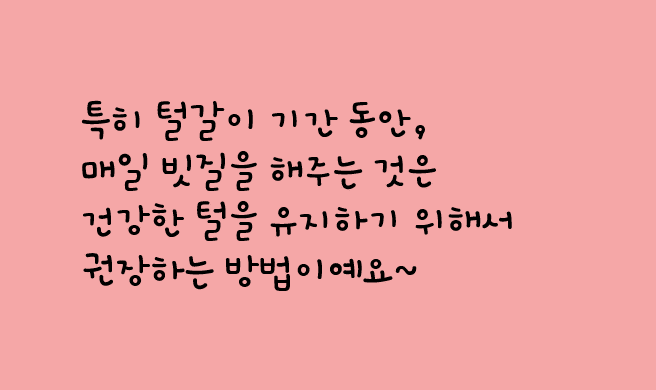 특히 털갈이 기간 동안,
매일 빗질을 해주는 것은
건강한 털을 유지하기 위해서
권장하는 방법이예요~